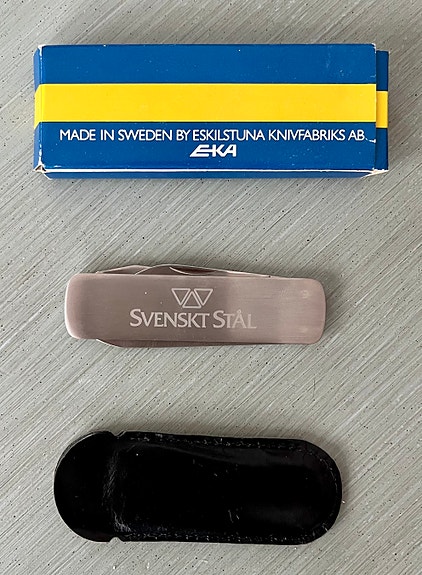 MADE IN SWEDEN BY ESKILSTUNA KNIVFABRIKS AB.
EKA
SVENSKT STÅL